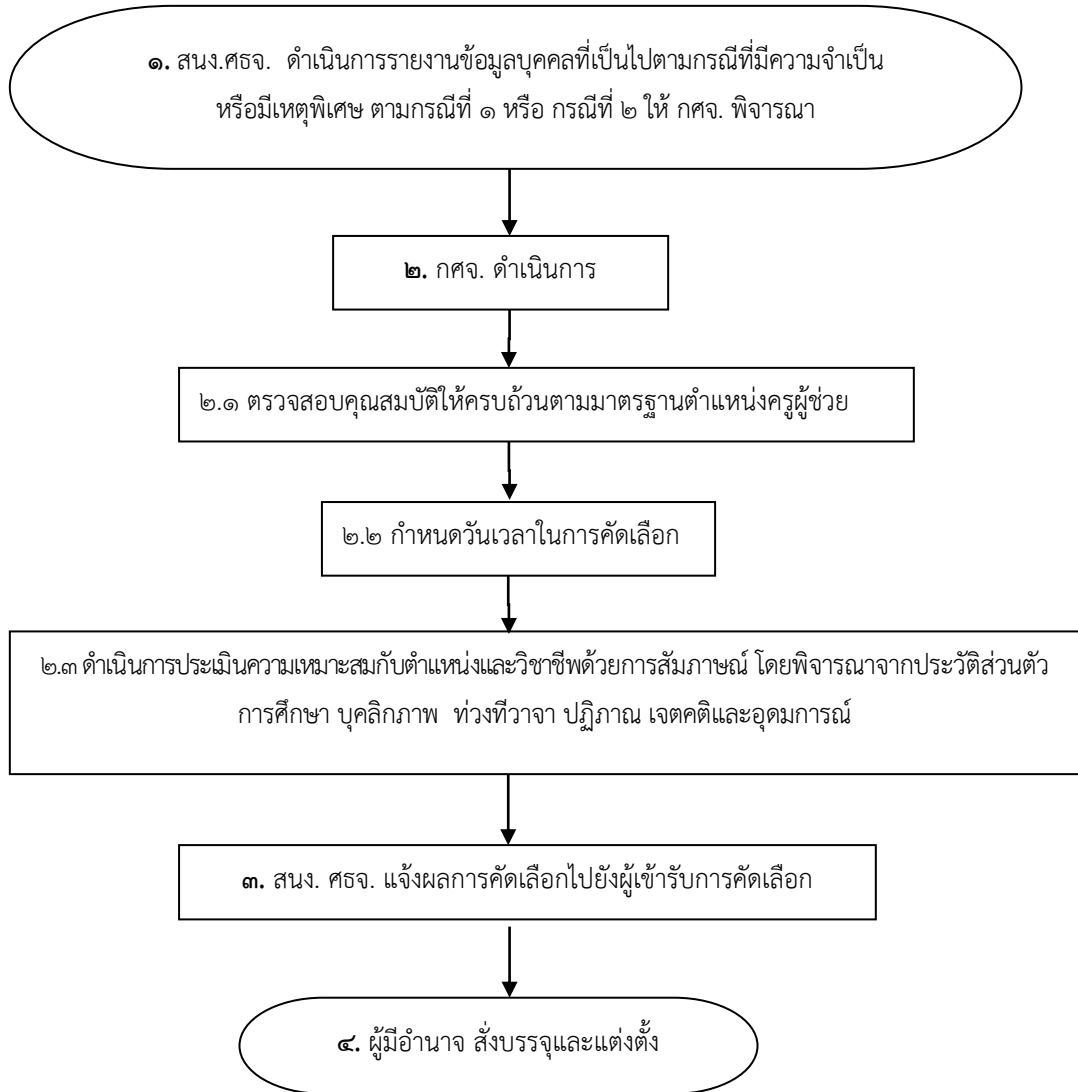 ๑. สนง.ศธจ. ดำเนินการรายงานข้อมูลบุคคลที่เป็นไปตามกรณีที่มีความจำเป็น
หรือมีเหตุพิเศษ ตามกรณีที่ ๑ หรือ กรณีที่ ๒ ให้ กศจ. พิจารณา
๒. กศจ. ดำเนินการ
๒.๑ ตรวจสอบคุณสมบัติให้ครบถ้วนตามมาตรฐานตำแหน่งครูผู้ช่วย
๒.๒ กำหนดวันเวลาในการคัดเลือก
๒.๓ ดำเนินการประเมินความเหมาะสมกับตำแหน่งและวิชาชีพด้วยการสัมภาษณ์ โดยพิจารณาจากประวัติส่วนตัว
การศึกษา บุคลิกภาพ ท่วงทีวาจา ปฏิภาณ เจตคติและอุดมการณ์
๓. สนง. ศธจ. แจ้งผลการคัดเลือกไปยังผู้เข้ารับการคัดเลือก
๔. ผู้มีอำนาจ สั่งบรรจุและแต่งตั้ง